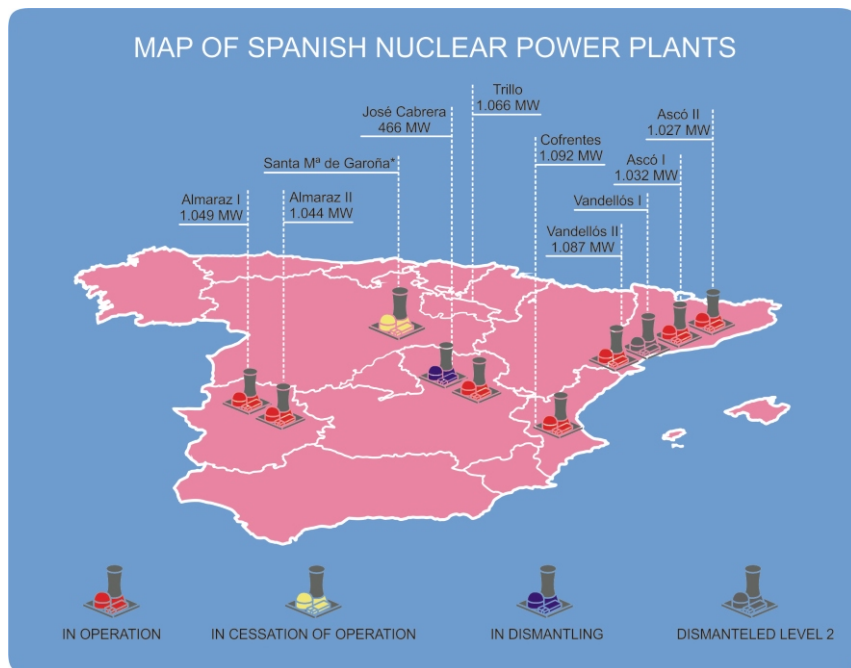 MAP OF SPANISH NUCLEAR POWER PLANTS
Trillo
1.066 MW
José Cabrera
466 MW
Ascó II
1.027 MW
Cofrentes
1.092 MW
Santa Mª de Garoña*
Ascó I
1.032 MW
Almaraz I
1.049 MW
Almaraz II
1.044 MW
Vandellós I
Vandellós II
1.087 MW
IN OPERATION
IN CESSATION OF OPERATION
IN DISMANTLING
DISMANTELED LEVEL 2